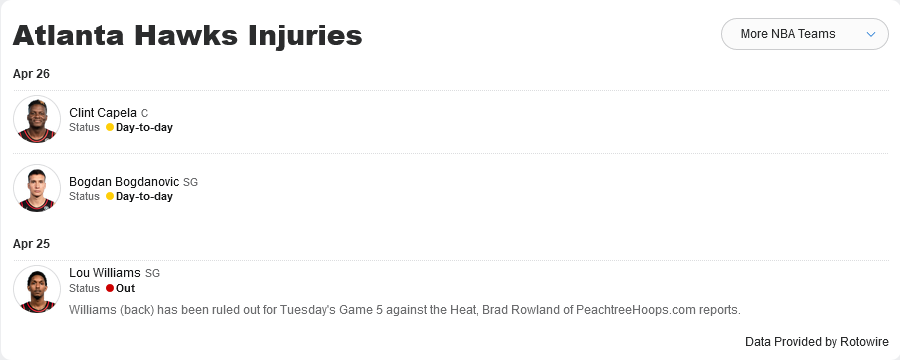 Atlanta Hawks Injuries
More NBA Teams
Apr 26
Clint Capela C
Status Day-to-day
Bogdan Bogdanovic SG
Status Day-to-day
Apr 25
Lou Williams SG
Status Out
Williams (back) has been ruled out for Tuesday's Game 5 against the Heat, Brad Rowland of PeachtreeHoops.com reports.
Data Provided by Rotowire